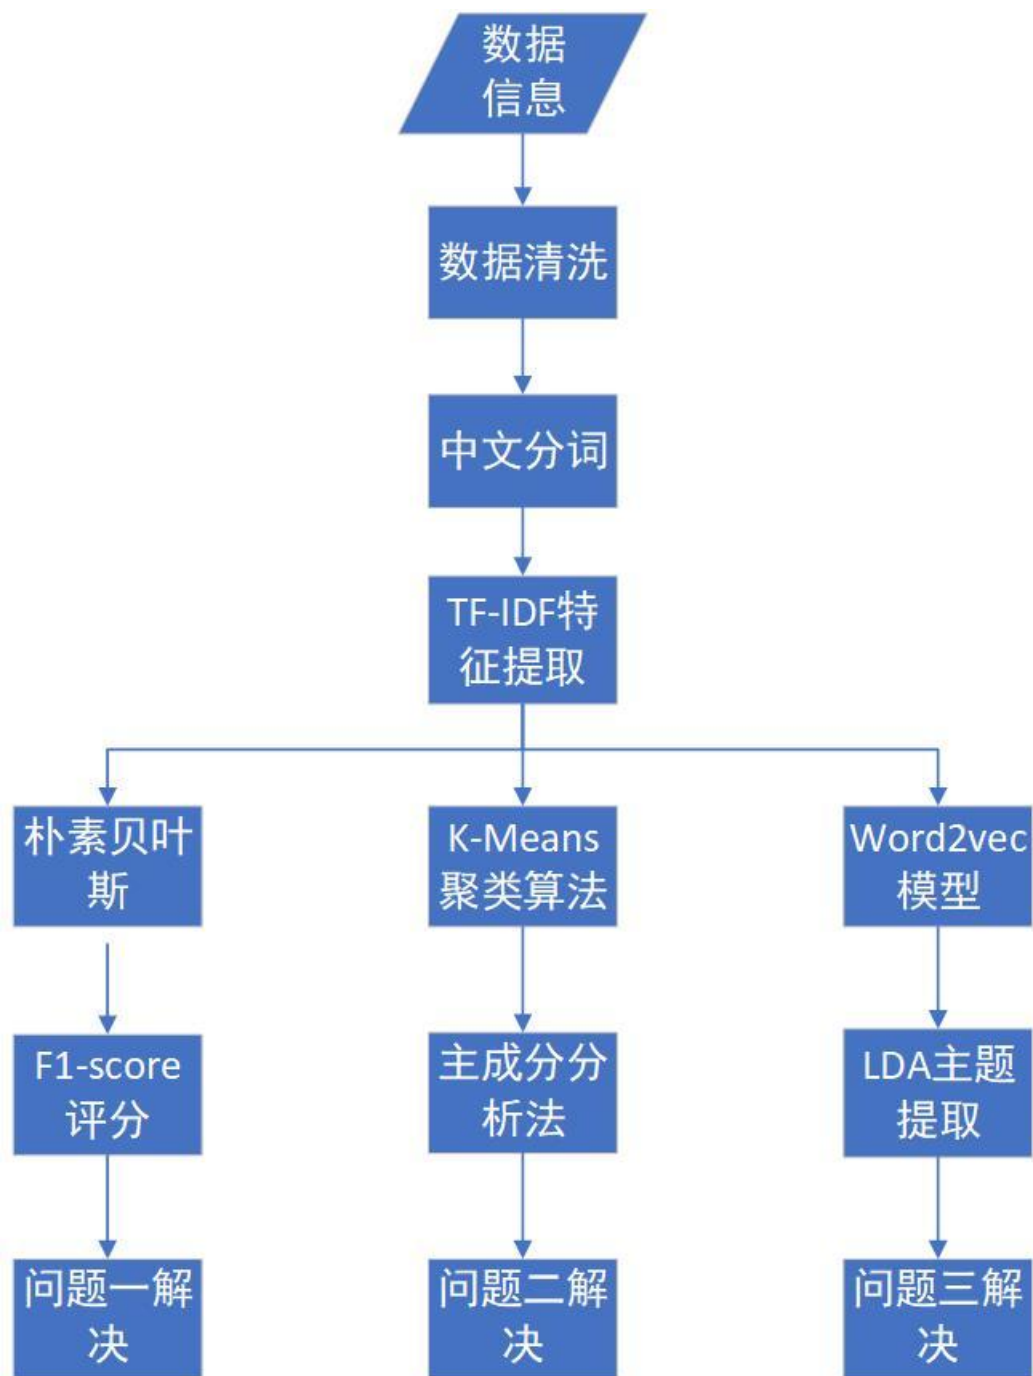 数据
信息
数据清洗
中文分词
TF-IDF特
征提取
朴素贝叶
斯
K-Means
聚类算法
Word2vec
模型
F1-score
评分
主成分分
析法
LDA主题
提取
问题一解
决
问题二解
决
问题三解
决